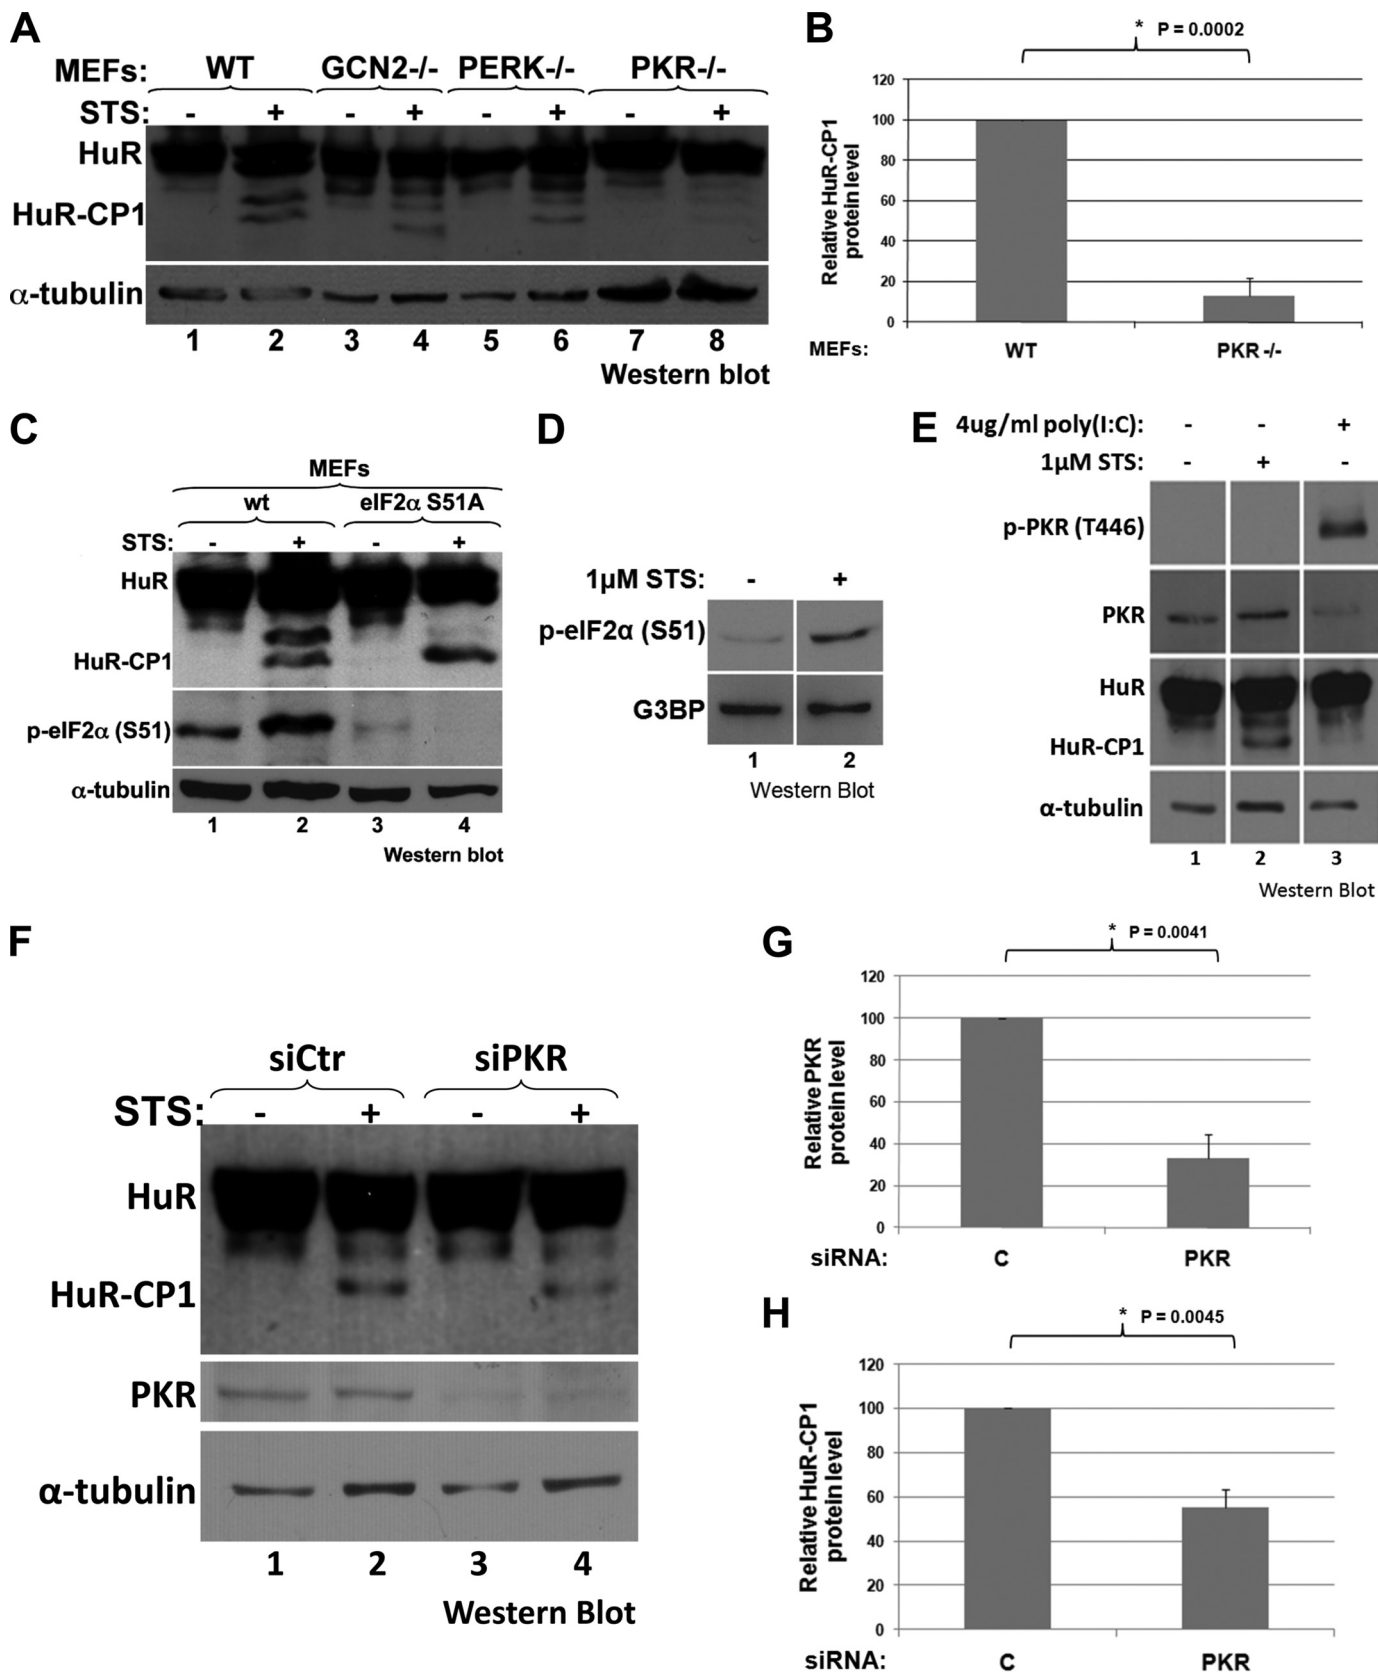 A
MEFs: WT GCN2-/- PERK-/- PKR-/-
STS: - + - + - + - +
HuR
HuR-CP1
α-tubulin
1 2 3 4 5 6 7 8
Western blot
B
* P = 0.0002
Relative HuR-CP1
protein level
120
100
80
60
40
20
0
MEFs: WT PKR -/-
C
MEFs
wt eIF2α S51A
STS: - + - +
HuR
HuR-CP1
p-eIF2α (S51)
α-tubulin
1 2 3 4
Western blot
D
1µM STS: - +
p-eIF2α (S51)
G3BP
1 2
Western Blot
E
4ug/ml poly(I:C): - - +
1µM STS: - + -
p-PKR (T446)
PKR
HuR
HuR-CP1
α-tubulin
1 2 3
Western Blot
F
siCtr siPKR
STS: - + - +
HuR
HuR-CP1
PKR
α-tubulin
1 2 3 4
Western Blot
G
* P = 0.0041
Relative PKR
protein level
120
100
80
60
40
20
0
siRNA: C PKR
H
* P = 0.0045
Relative HuR-CP1
protein level
120
100
80
60
40
20
0
siRNA: C PKR